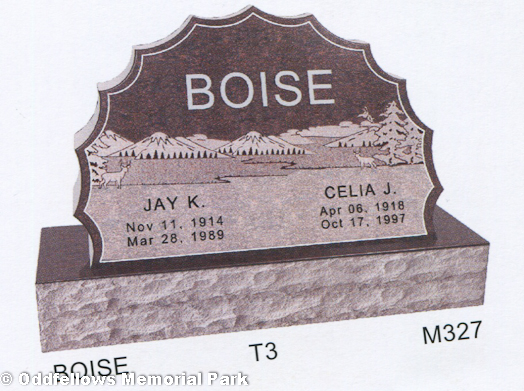 BOISE
JAY K.
Nov 11, 1914
Mar 28, 1989
CELIA J.
Apr 06, 1918
Oct 17, 1997
BOISE
T3
M327
© Oddfellows Memorial Park